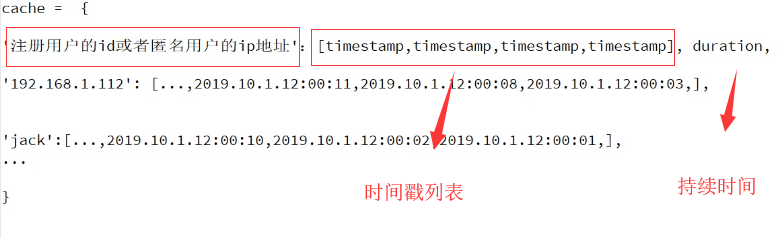 cache = {
'注册用户的id或者匿名用户的ip地址': [timestamp,timestamp,timestamp,timestamp], duration,
'192.168.1.112': [...,2019.10.1.12:00:11,2019.10.1.12:00:08,2019.10.1.12:00:03,],
'jack':[...,2019.10.1.12:00:10,2019.10.1.12:00:02,2019.10.1.12:00:01,],
...
时间戳列表
持续时间
}